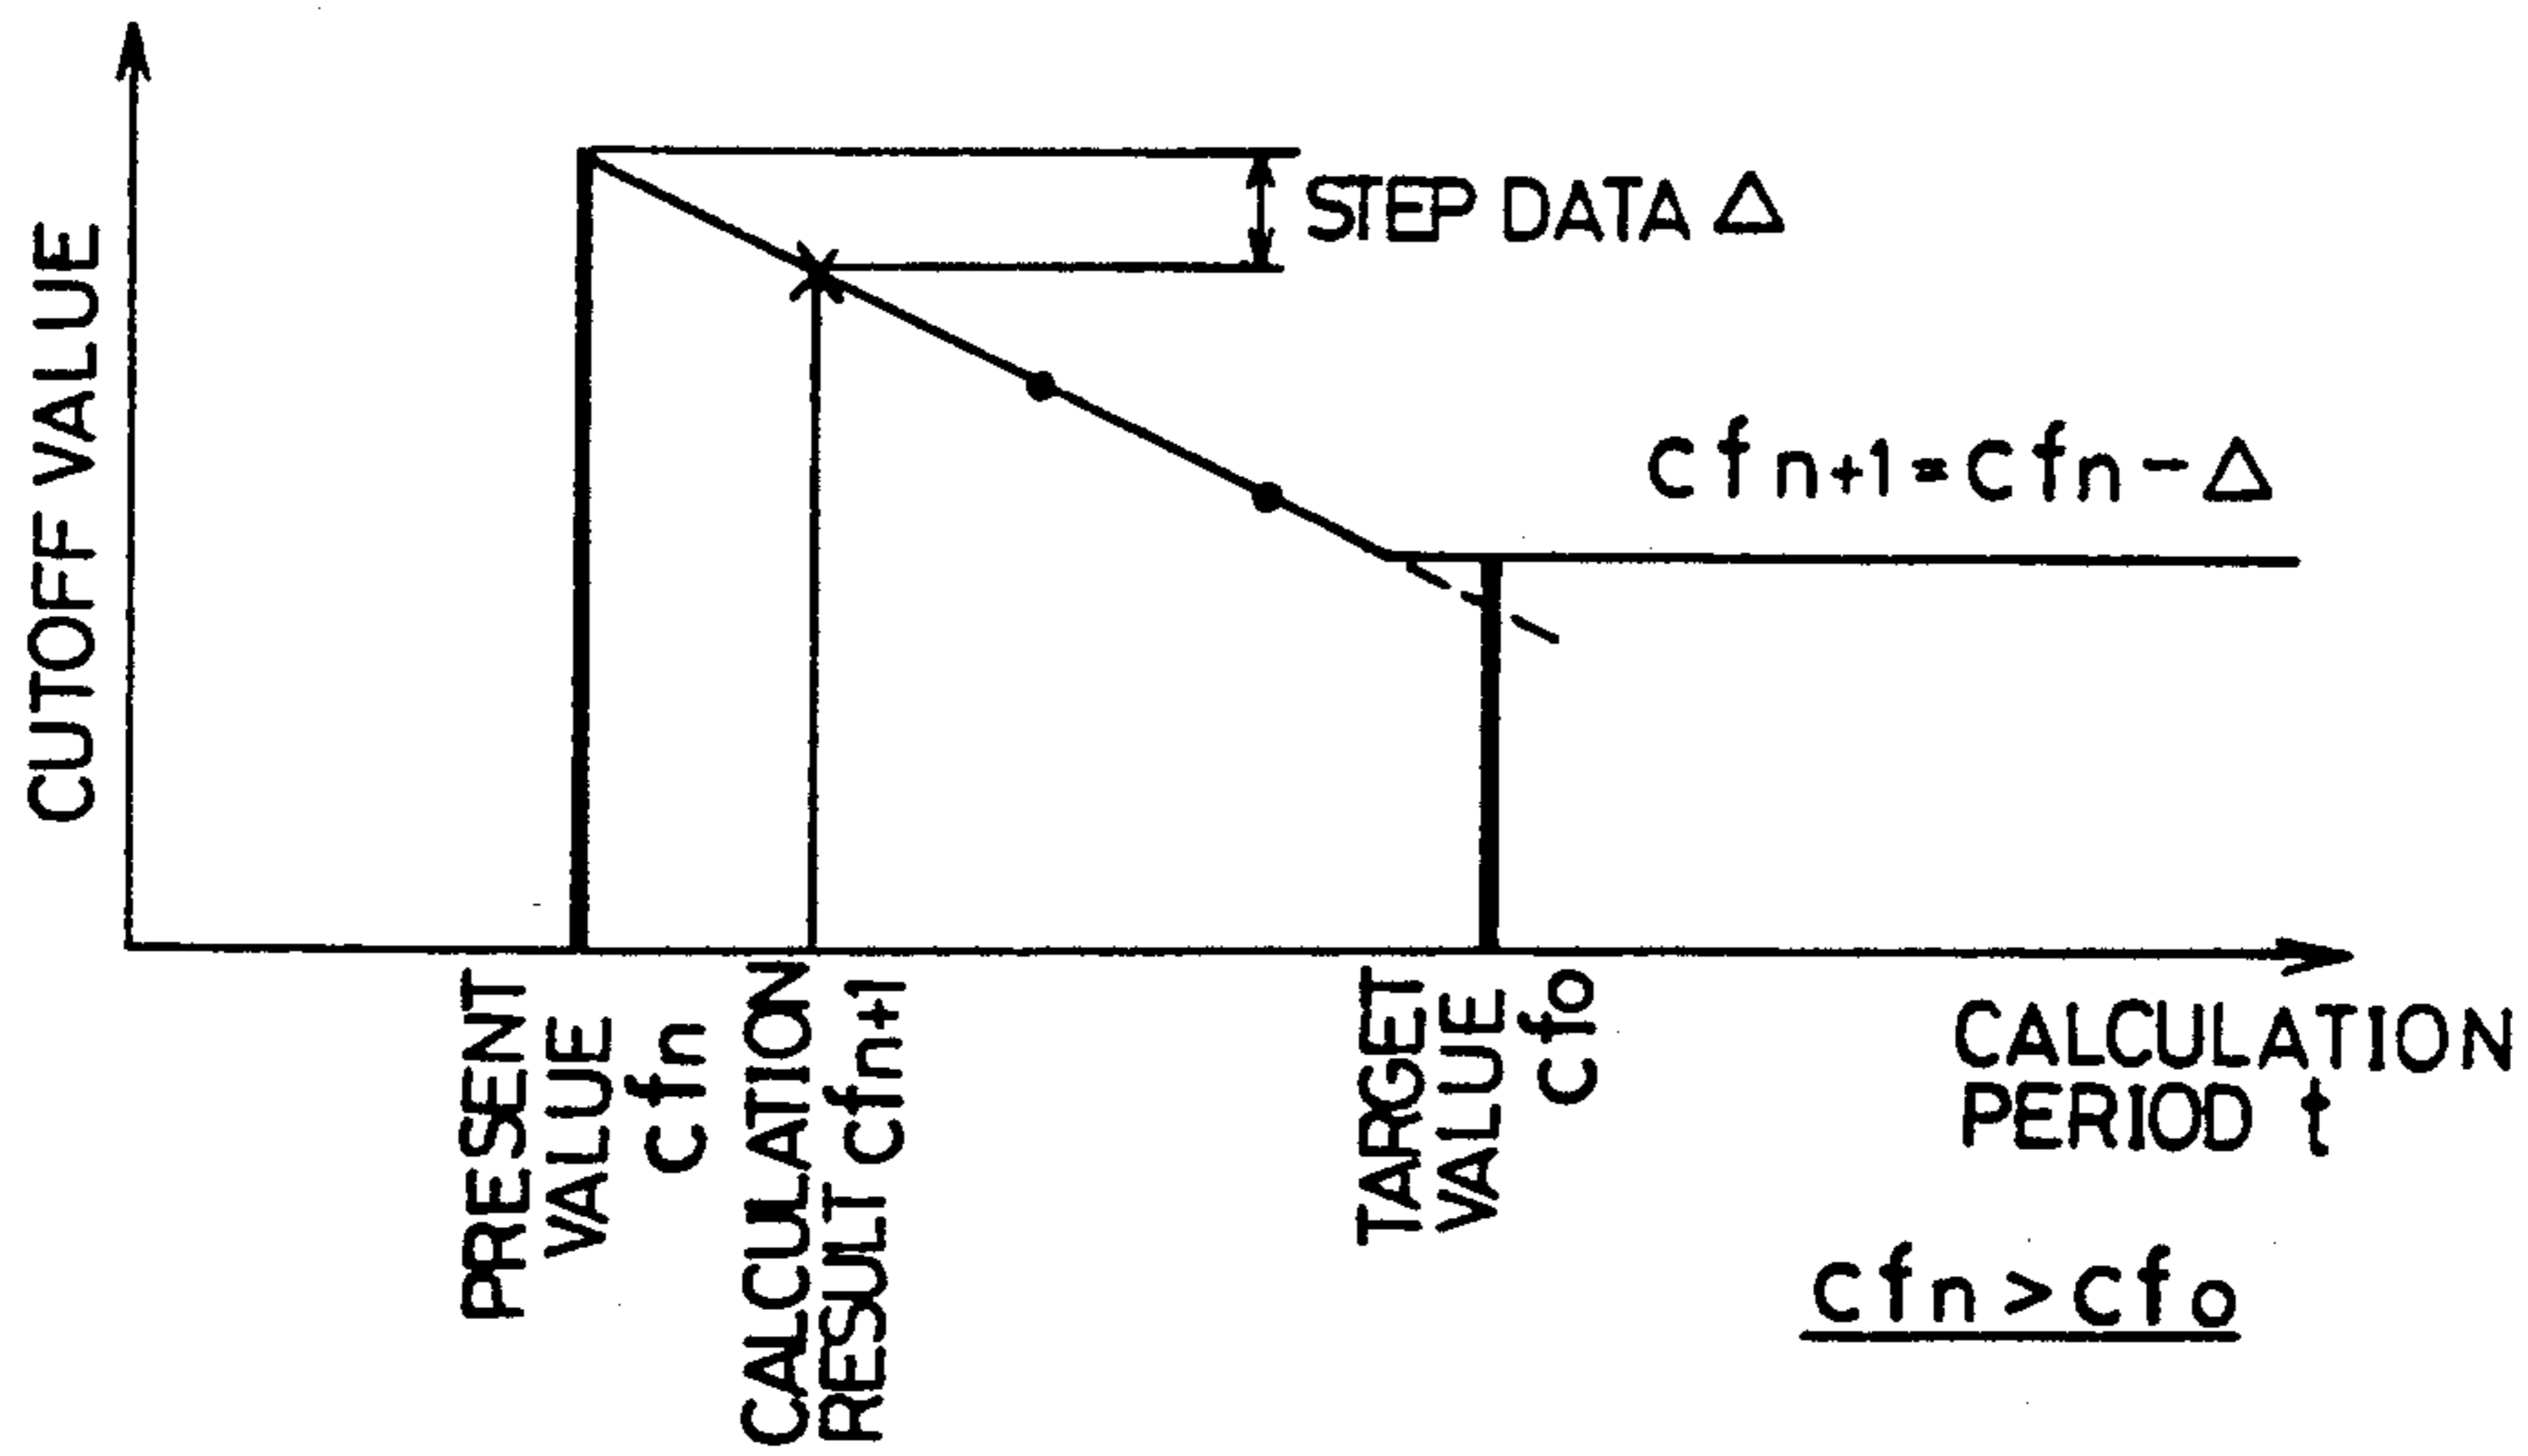 CUTOFF VALUE
STEP DATA △
cfn+1=cfn-△
PRESENT
VALUE
cfn
CALCULATION
RESULT cfn+1
TARGET
VALUE
cfo
CALCULATION
PERIOD t
cfn>cfo